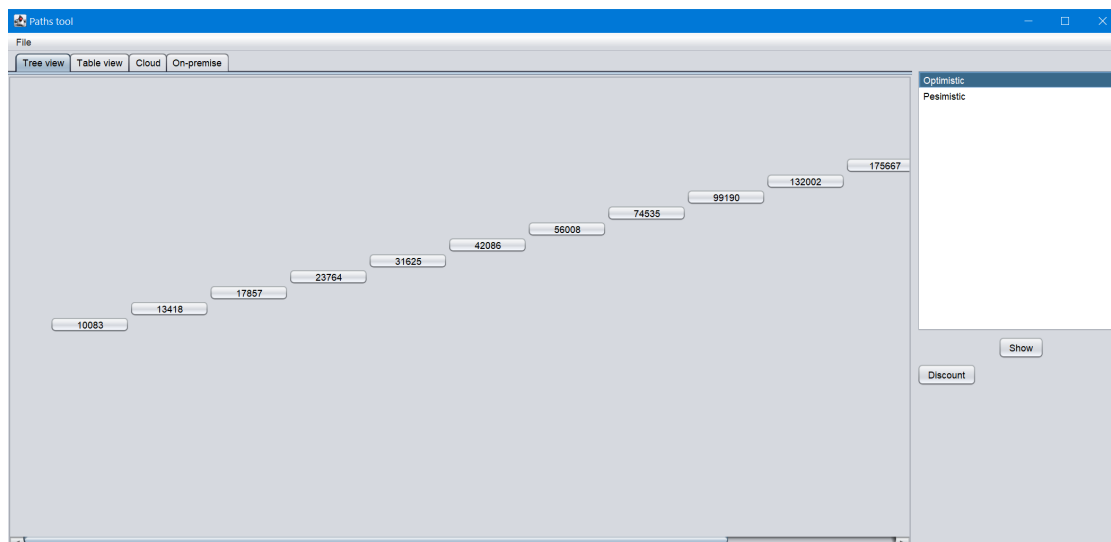 Paths tool
File
Tree view Table view Cloud On-premise
Optimistic
Pesimistic
175667
132002
99190
74535
56008
42086
31625
23764
17857
13418
10083
Show
Discount